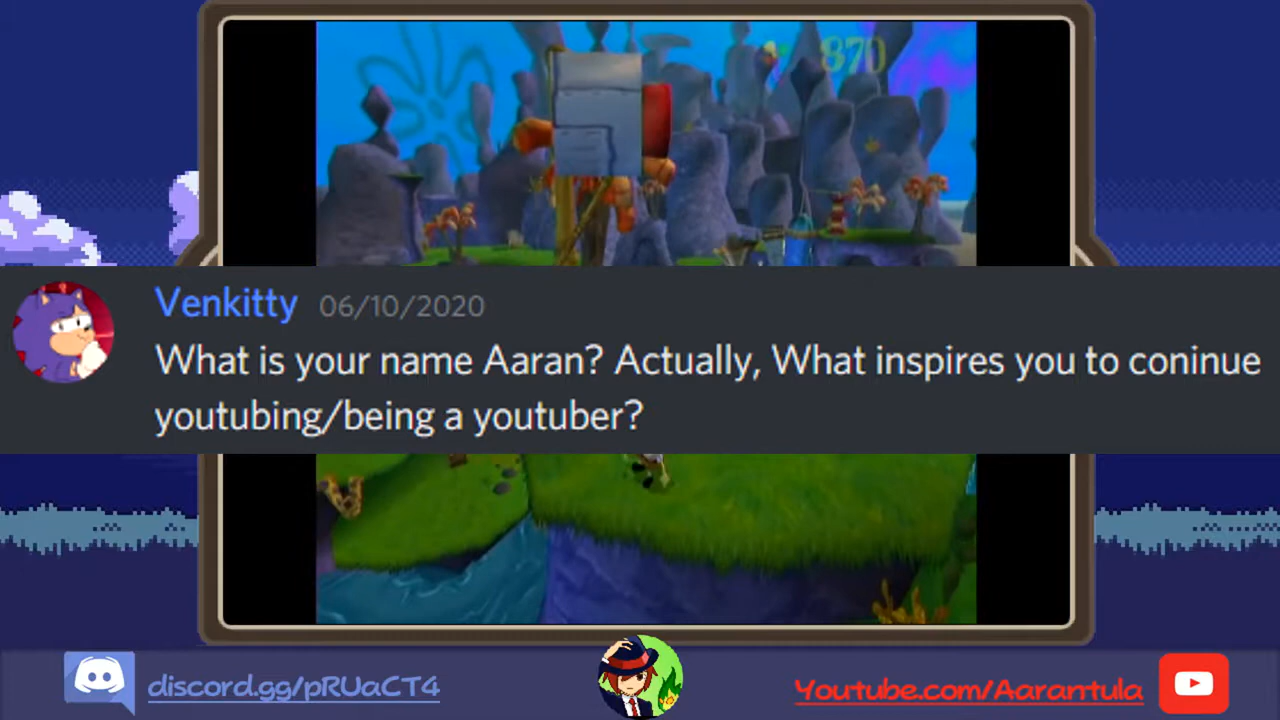 870
Venkitty 06/10/2020
What is your name Aaran? Actually, What inspires you to coninue
youtubing/being a youtuber?
discord.gg/pRUaCT4
Youtube.com/Aarantula